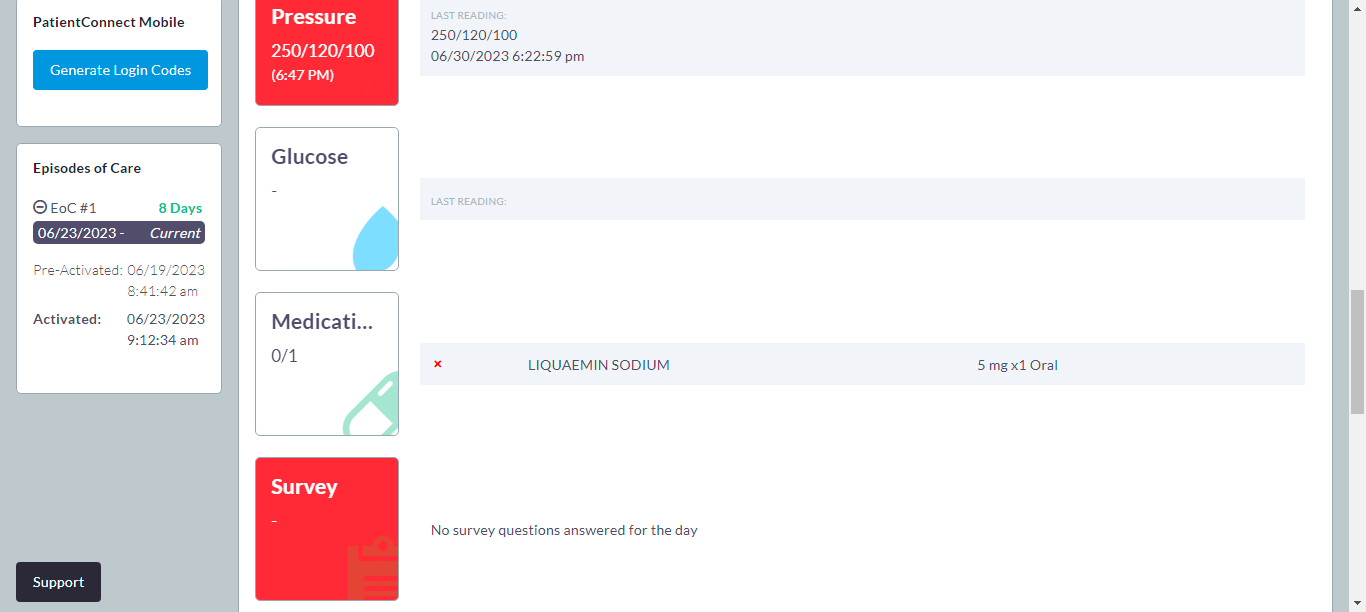 PatientConnect Mobile
Generate Login Codes
Episodes of Care
EoC #1 8 Days
06/23/2023 - Current
Pre-Activated: 06/19/2023
8:41:42 am
Activated: 06/23/2023
9:12:34 am
Support
Pressure
250/120/100
(6:47 PM)
LAST READING:
250/120/100
06/30/2023 6:22:59 pm
Glucose
-
LAST READING:
Medicati...
0/1
LIQUAEMIN SODIUM 5 mg x1 Oral
Survey
-
No survey questions answered for the day